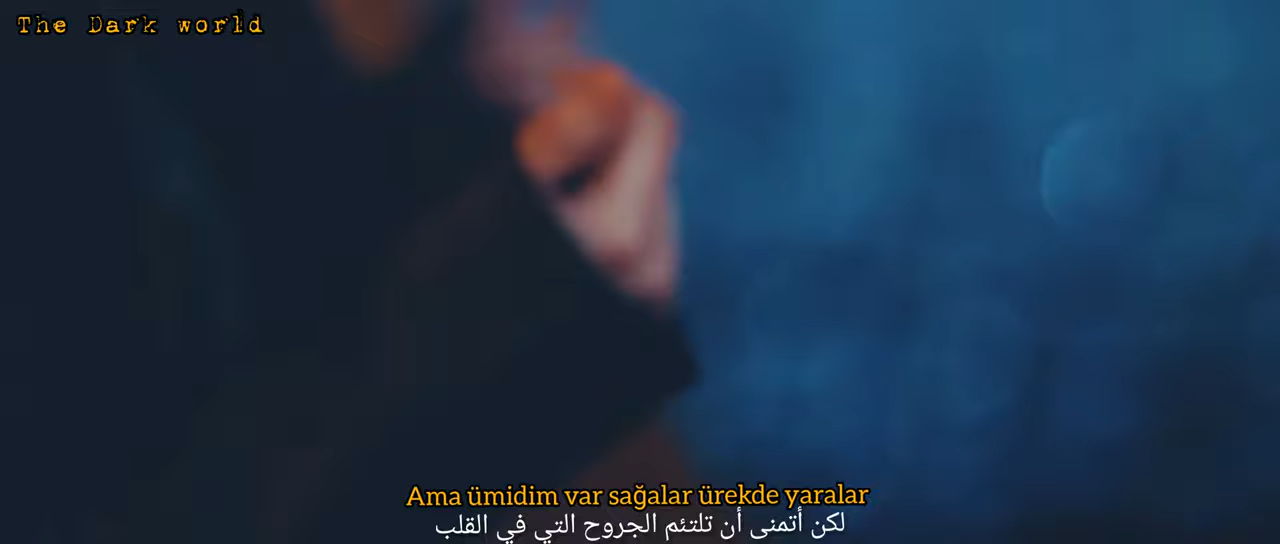 The Dark world
Ama ümidim var sağalar ürekde yaralar
لكن أتمنى أن تلتئم الجروح التي في القلب